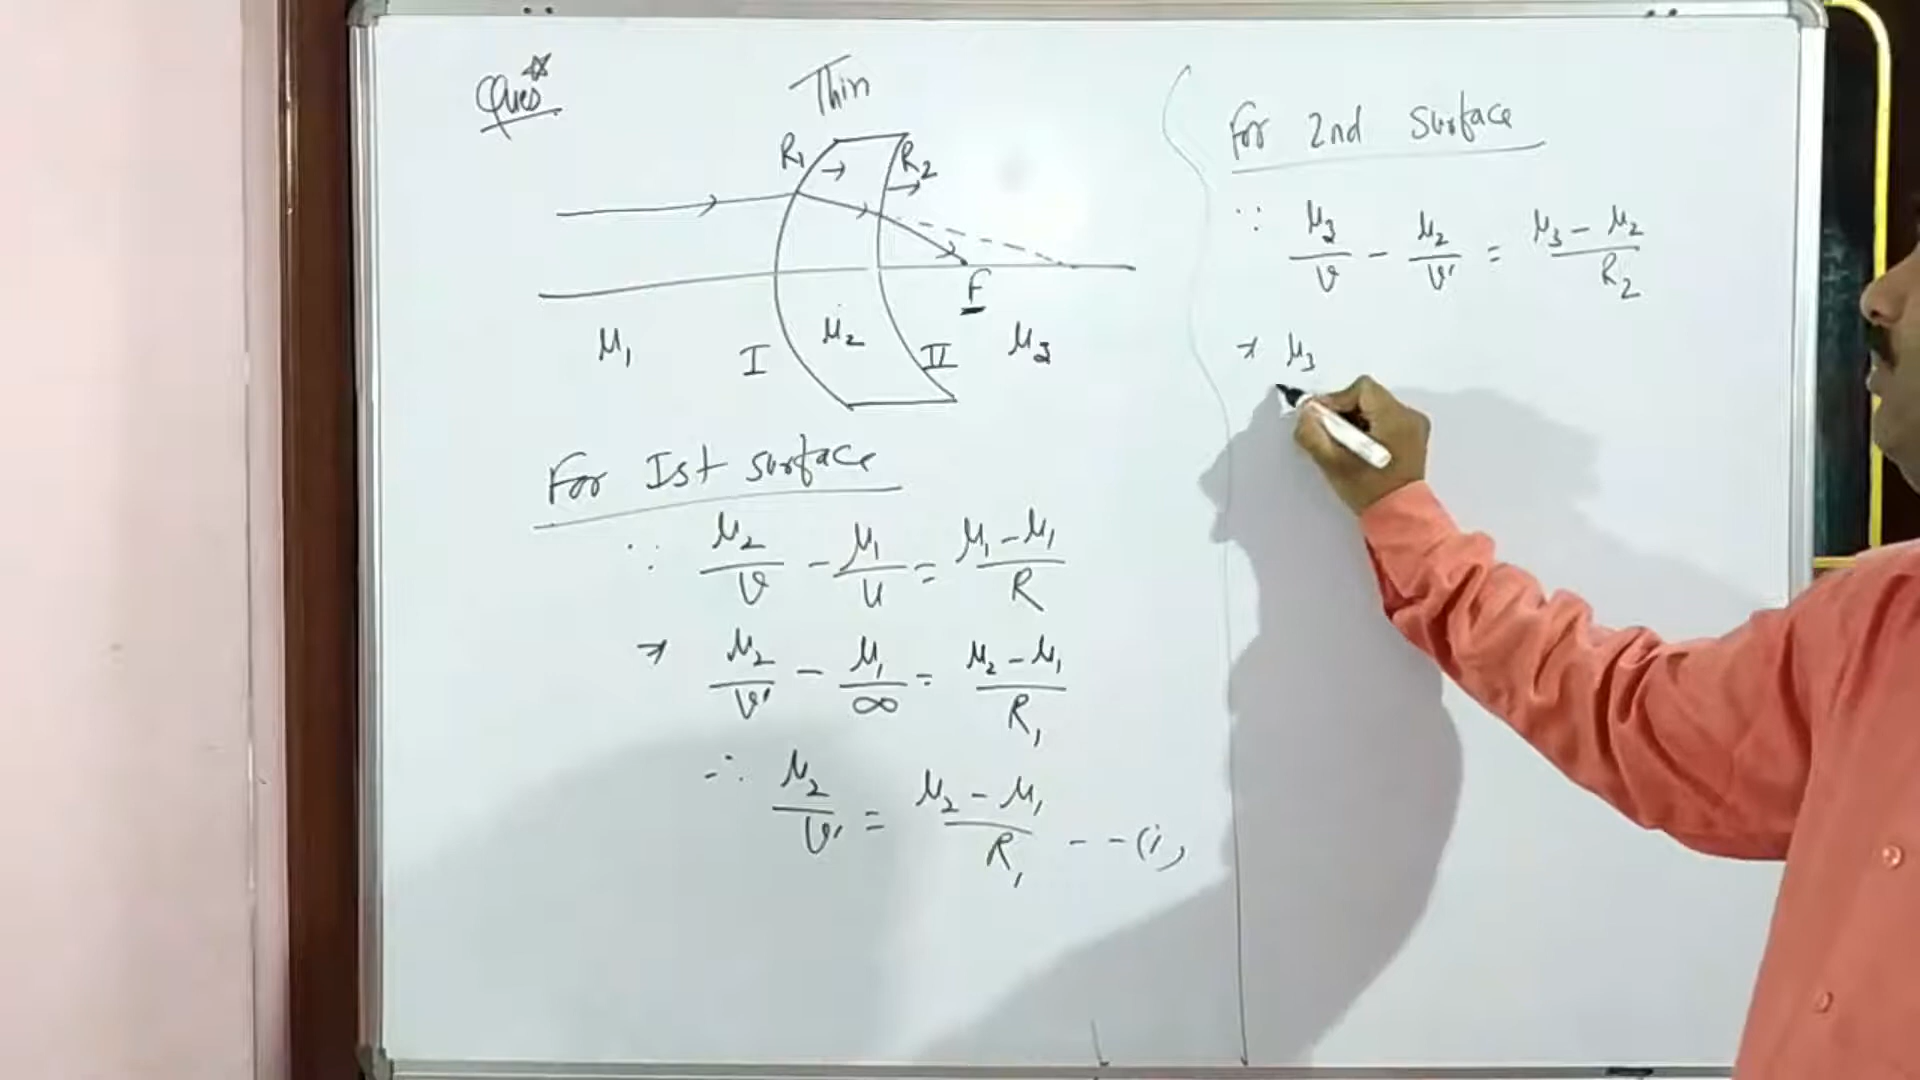 Ques
Thin
R₁ R₂
F
μ₁ I μ₂ II μ₃
For Ist surface
∵ μ₂/v - μ₁/u = μ₁-μ₁/R
⇒ μ₂/v' - μ₁/∞ = μ₂-μ₁/R₁
∴ μ₂/v' = μ₂-μ₁/R₁ --(i)
For 2nd surface
∵ μ₃/v - μ₂/v' = μ₃-μ₂/R₂
⇒ μ₃